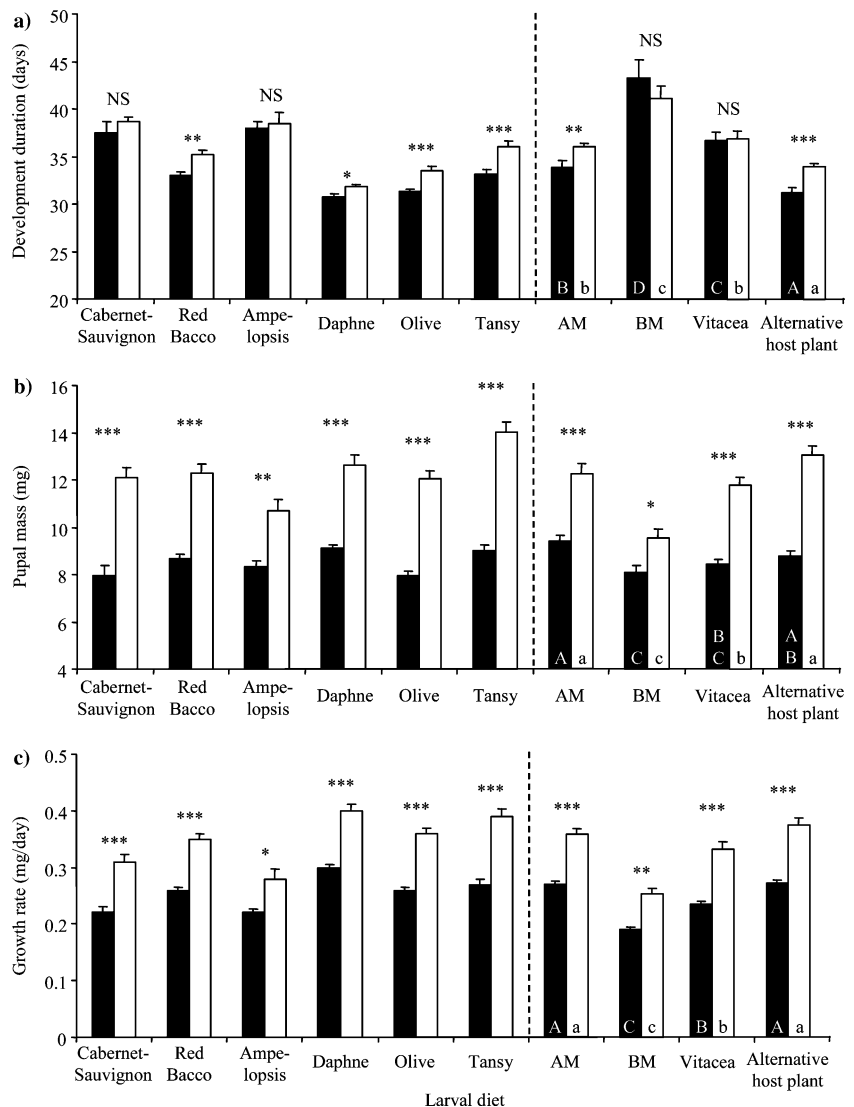 a)
Development duration (days)
50
45
40
35
30
25
20
NS
**
NS
*
***
***
**
NS
NS
***
B b D c C b A a
Cabernet-
Sauvignon
Red
Bacco
Ampe-
lopsis
Daphne
Olive
Tansy
AM
BM
Vitacea
Alternative
host plant
b)
Pupal mass (mg)
16
14
12
10
8
6
4
***
***
**
***
***
***
***
*
***
***
B A
A a C c C b B a
Cabernet-
Sauvignon
Red
Bacco
Ampe-
lopsis
Daphne
Olive
Tansy
AM
BM
Vitacea
Alternative
host plant
c)
Growth rate (mg/day)
0.5
0.4
0.3
0.2
0.1
0
***
***
*
***
***
***
***
**
***
***
A a C c B b A a
Cabernet-
Sauvignon
Red
Bacco
Ampe-
lopsis
Daphne
Olive
Tansy
AM
BM
Vitacea
Alternative
host plant
Larval diet